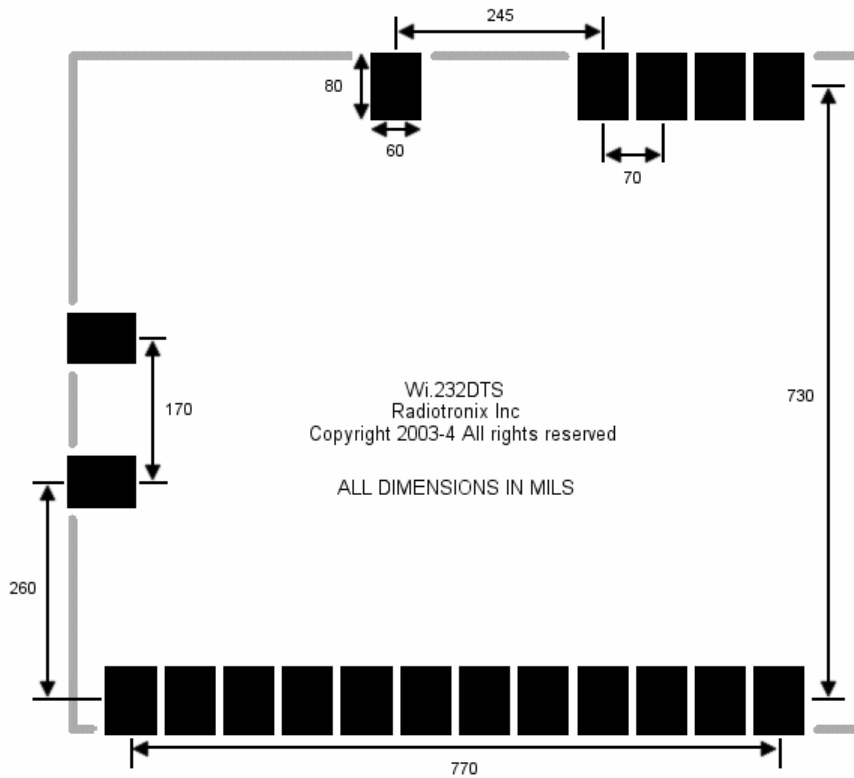 245
80
60
70
Wi.232DTS
Radiotronix Inc
Copyright 2003-4 All rights reserved
730
170
ALL DIMENSIONS IN MILS
260
770